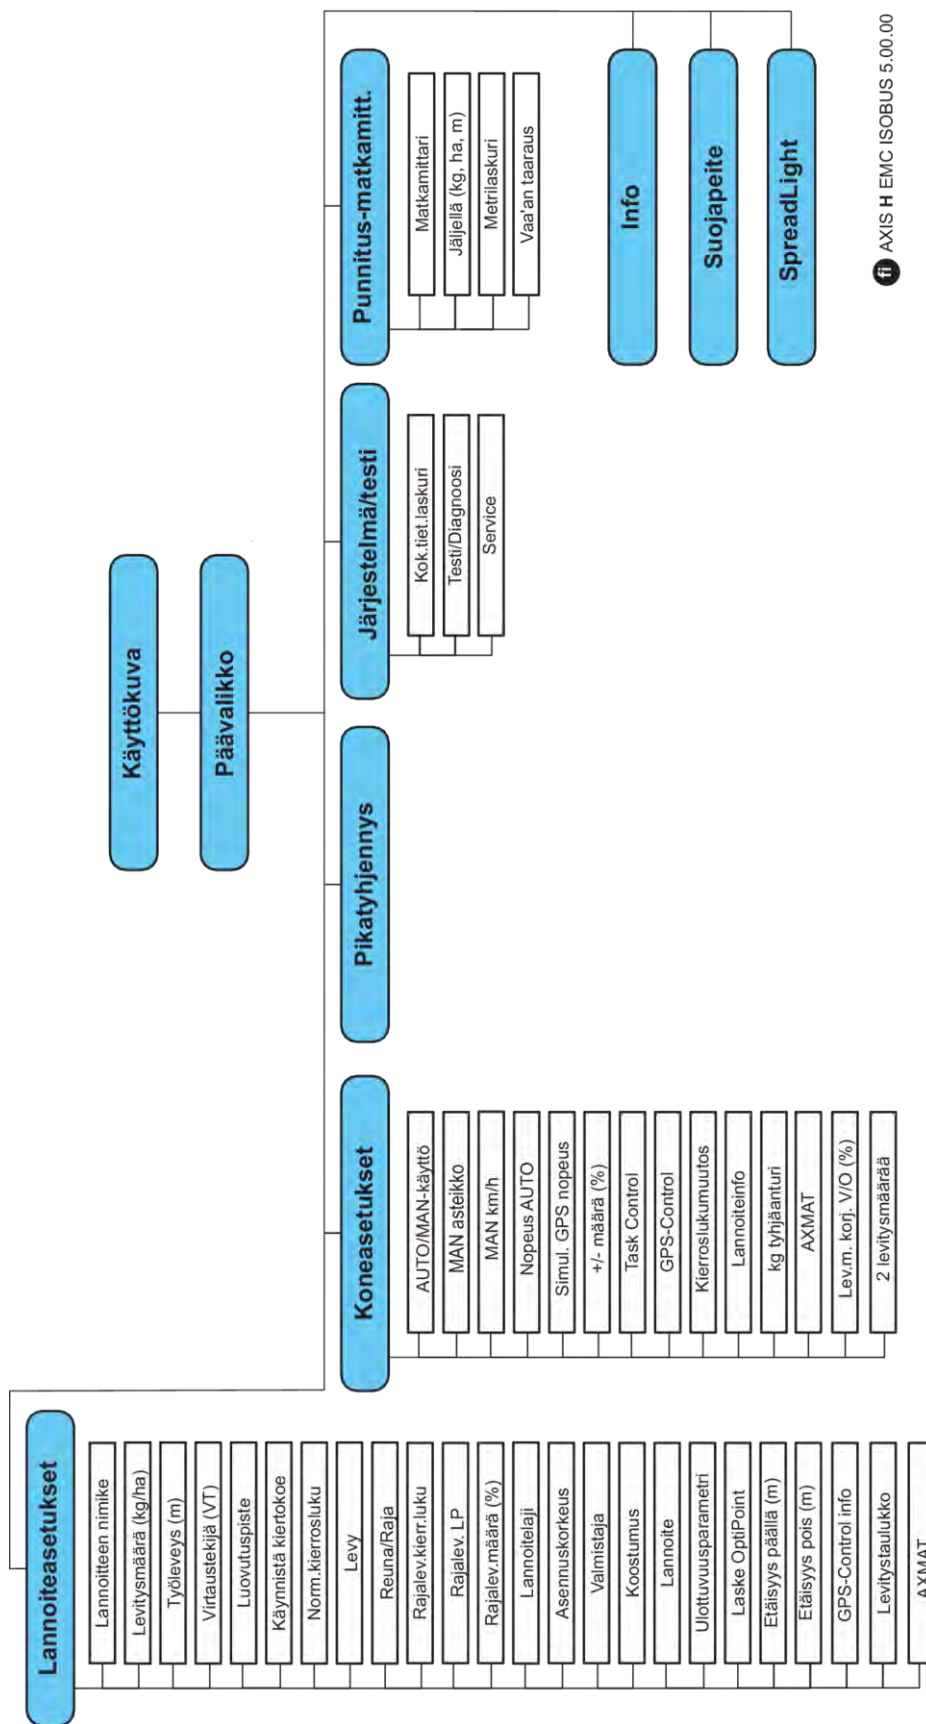 Käyttökuva
Päävalikko
Lannoiteasetukset
Lannoitteen nimike
Levitysmäärä (kg/ha)
Työleveys (m)
Virtaustekijä (VT)
Luovutuspiste
Käynnistä kiertokoe
Norm.kierrosluku
Levy
Reuna/Raja
Rajalev.kierr.luku
Rajalev. LP
Rajalev.määrä (%)
Lannoitelaji
Asennuskorkeus
Valmistaja
Koostumus
Lannoite
Ulottuvuusparametri
Laske OptiPoint
Etäisyys päällä (m)
Etäisyys pois (m)
GPS-Control info
Levitystaulukko
AXMAT
Koneasetukset
AUTO/MAN-käyttö
MAN asteikko
MAN km/h
Nopeus AUTO
Simul. GPS nopeus
+/- määrä (%)
Task Control
GPS-Control
Kierroslukumuutos
Lannoiteinfo
kg tyhjäanturi
AXMAT
Lev.m. korj. V/O (%)
2 levitysmäärää
Pikatyhjennys
Järjestelmä/testi
Kok.tiet.laskuri
Testi/Diagnoosi
Service
Punnitus-matkamitt.
Matkamittari
Jäljellä (kg, ha, m)
Metrilaskuri
Vaa'an taaraus
Info
Suojapeite
SpreadLight
fi AXIS H EMC ISOBUS 5.00.00